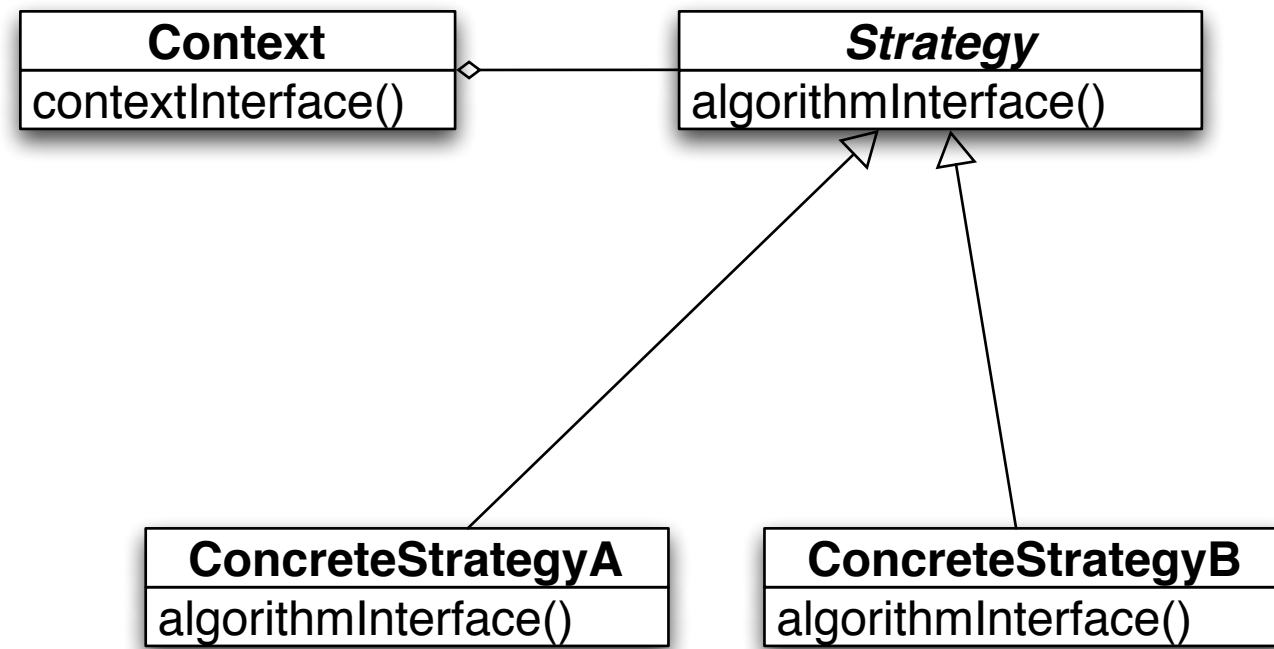 Context
contextInterface()
Strategy
algorithmInterface()
ConcreteStrategyA
algorithmInterface()
ConcreteStrategyB
algorithmInterface()